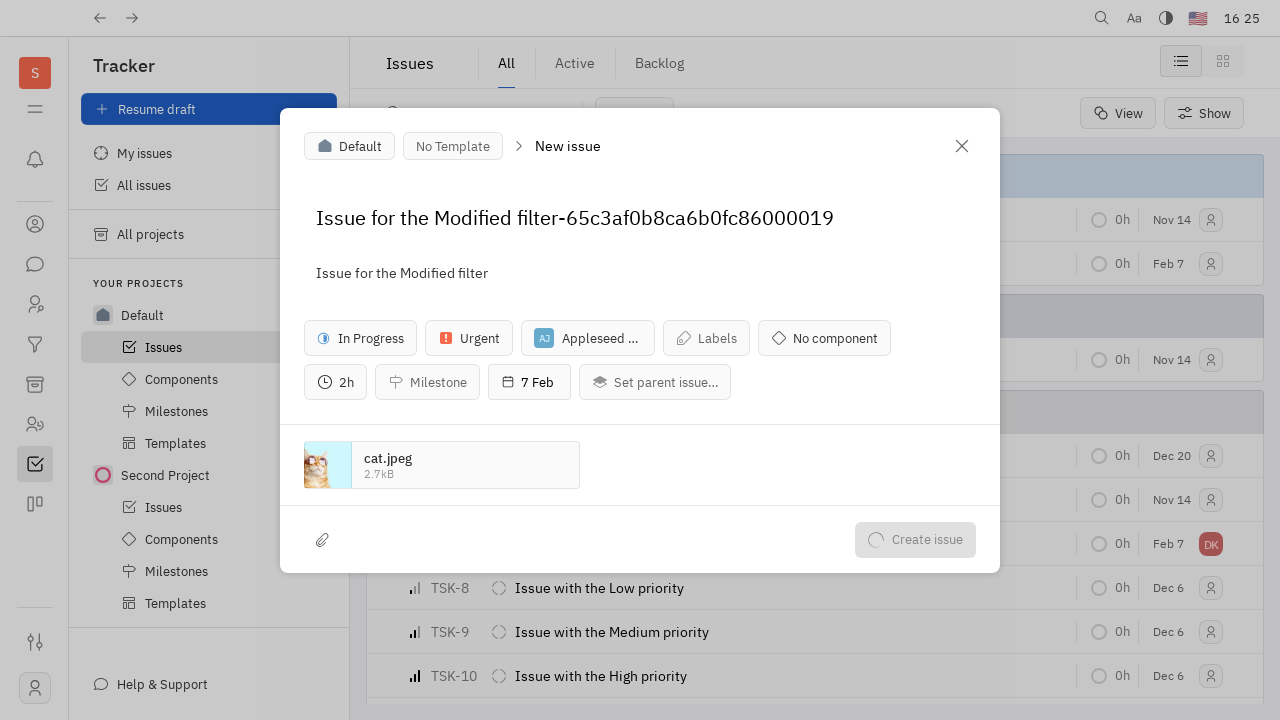 Aa
16 25
S
Tracker
Resume draft
My issues
All issues
All projects
YOUR PROJECTS
Default
Issues
Components
Milestones
Templates
Second Project
Issues
Components
Milestones
Templates
Help & Support
Issues
All
Active
Backlog
View
Show
Default
No Template
New issue
Issue for the Modified filter-65c3af0b8ca6b0fc86000019
Issue for the Modified filter
In Progress
Urgent
AJ
Appleseed ...
Labels
No component
2h
Milestone
7 Feb
Set parent issue...
cat.jpeg
2.7kB
Create issue
0h Nov 14
0h Feb 7
0h Nov 14
0h Dec 20
0h Nov 14
0h Feb 7 DK
TSK-8 Issue with the Low priority 0h Dec 6
TSK-9 Issue with the Medium priority 0h Dec 6
TSK-10 Issue with the High priority 0h Dec 6